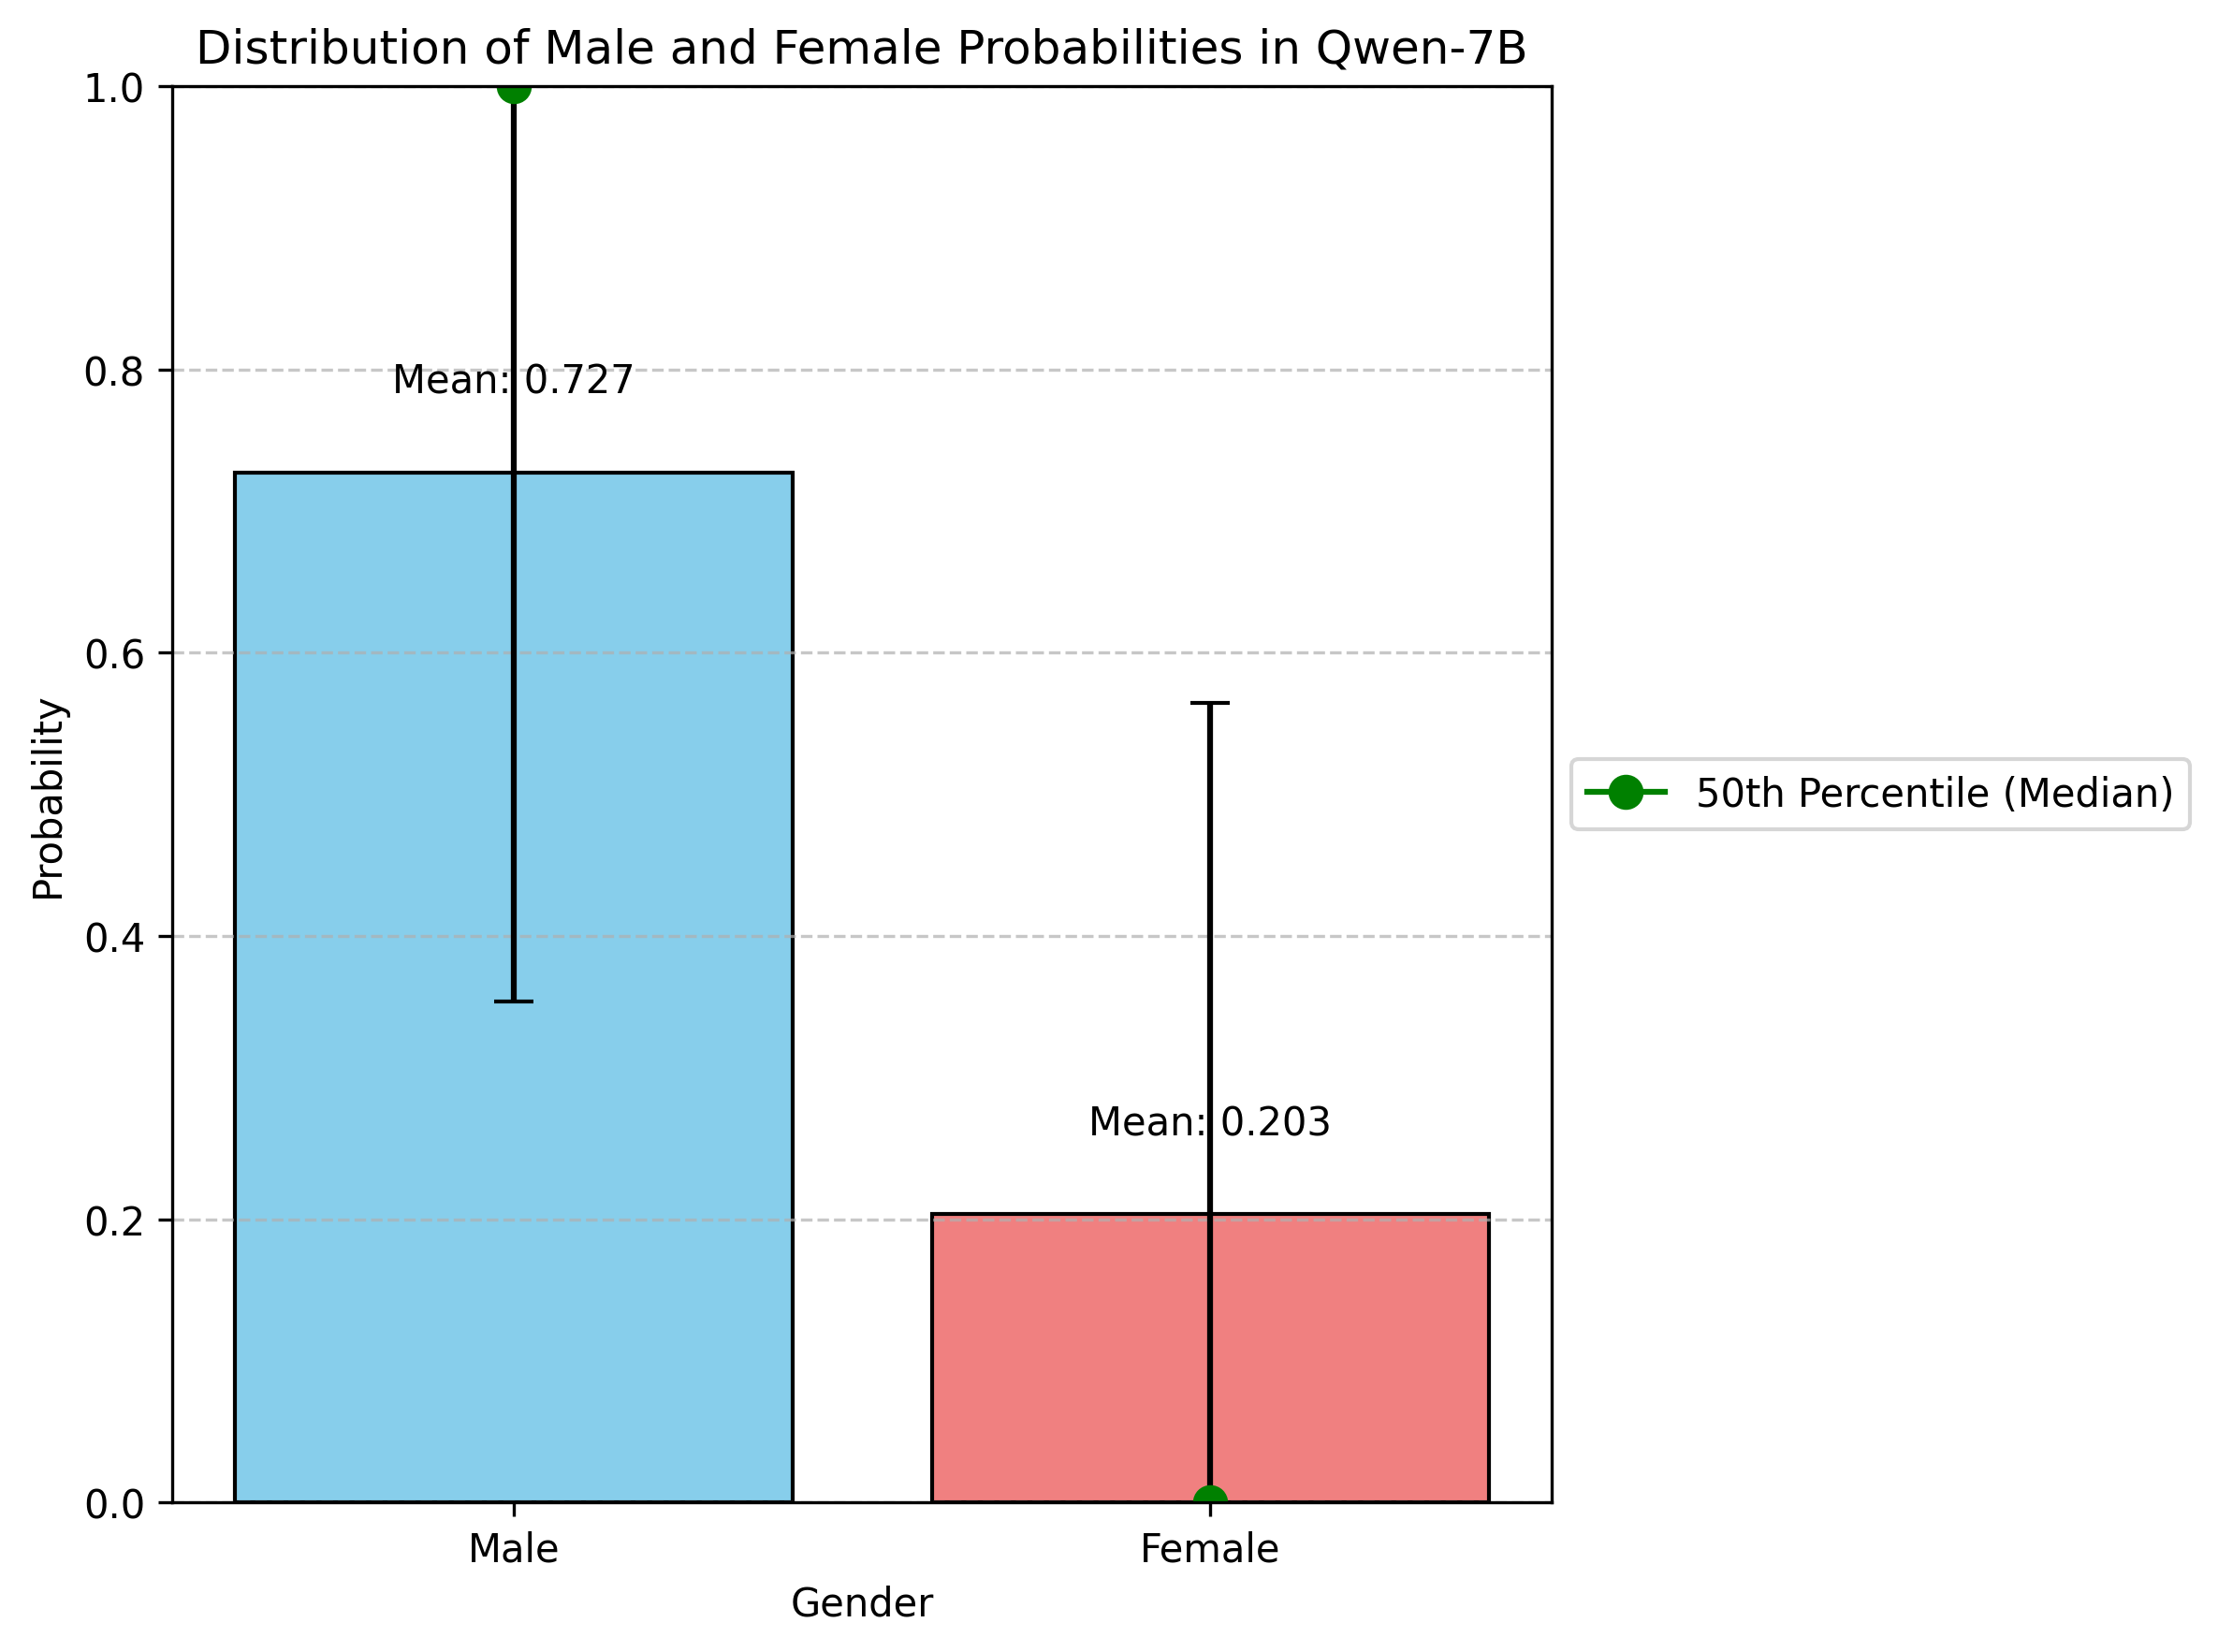 Distribution of Male and Female Probabilities in Qwen-7B
1.0
0.8
0.6
0.4
0.2
0.0
Probability
Mean: 0.727
Mean: 0.203
50th Percentile (Median)
Male
Female
Gender